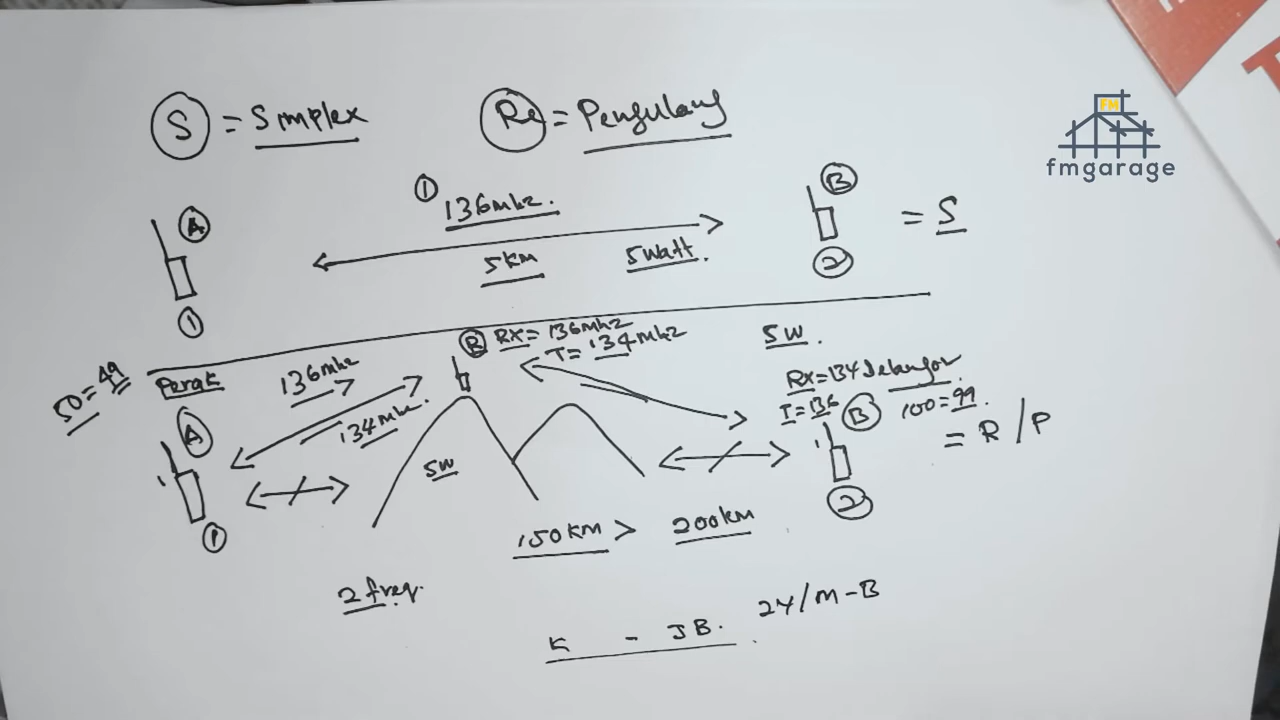 S = Simplex
Re = Pengulang
FM
fmgarage
A
① 136mhz.
B
= S
5km
5watt.
2
1
B RX= 136mhz
T= 134mhz
5W.
50=49
Perak
136mhz
134mhz.
Rx=134 Selangor
T=136
B
100=99.
= R/P
A
5W
1
2
150km > 200km
2 freq.
K - JB.
24/M-B